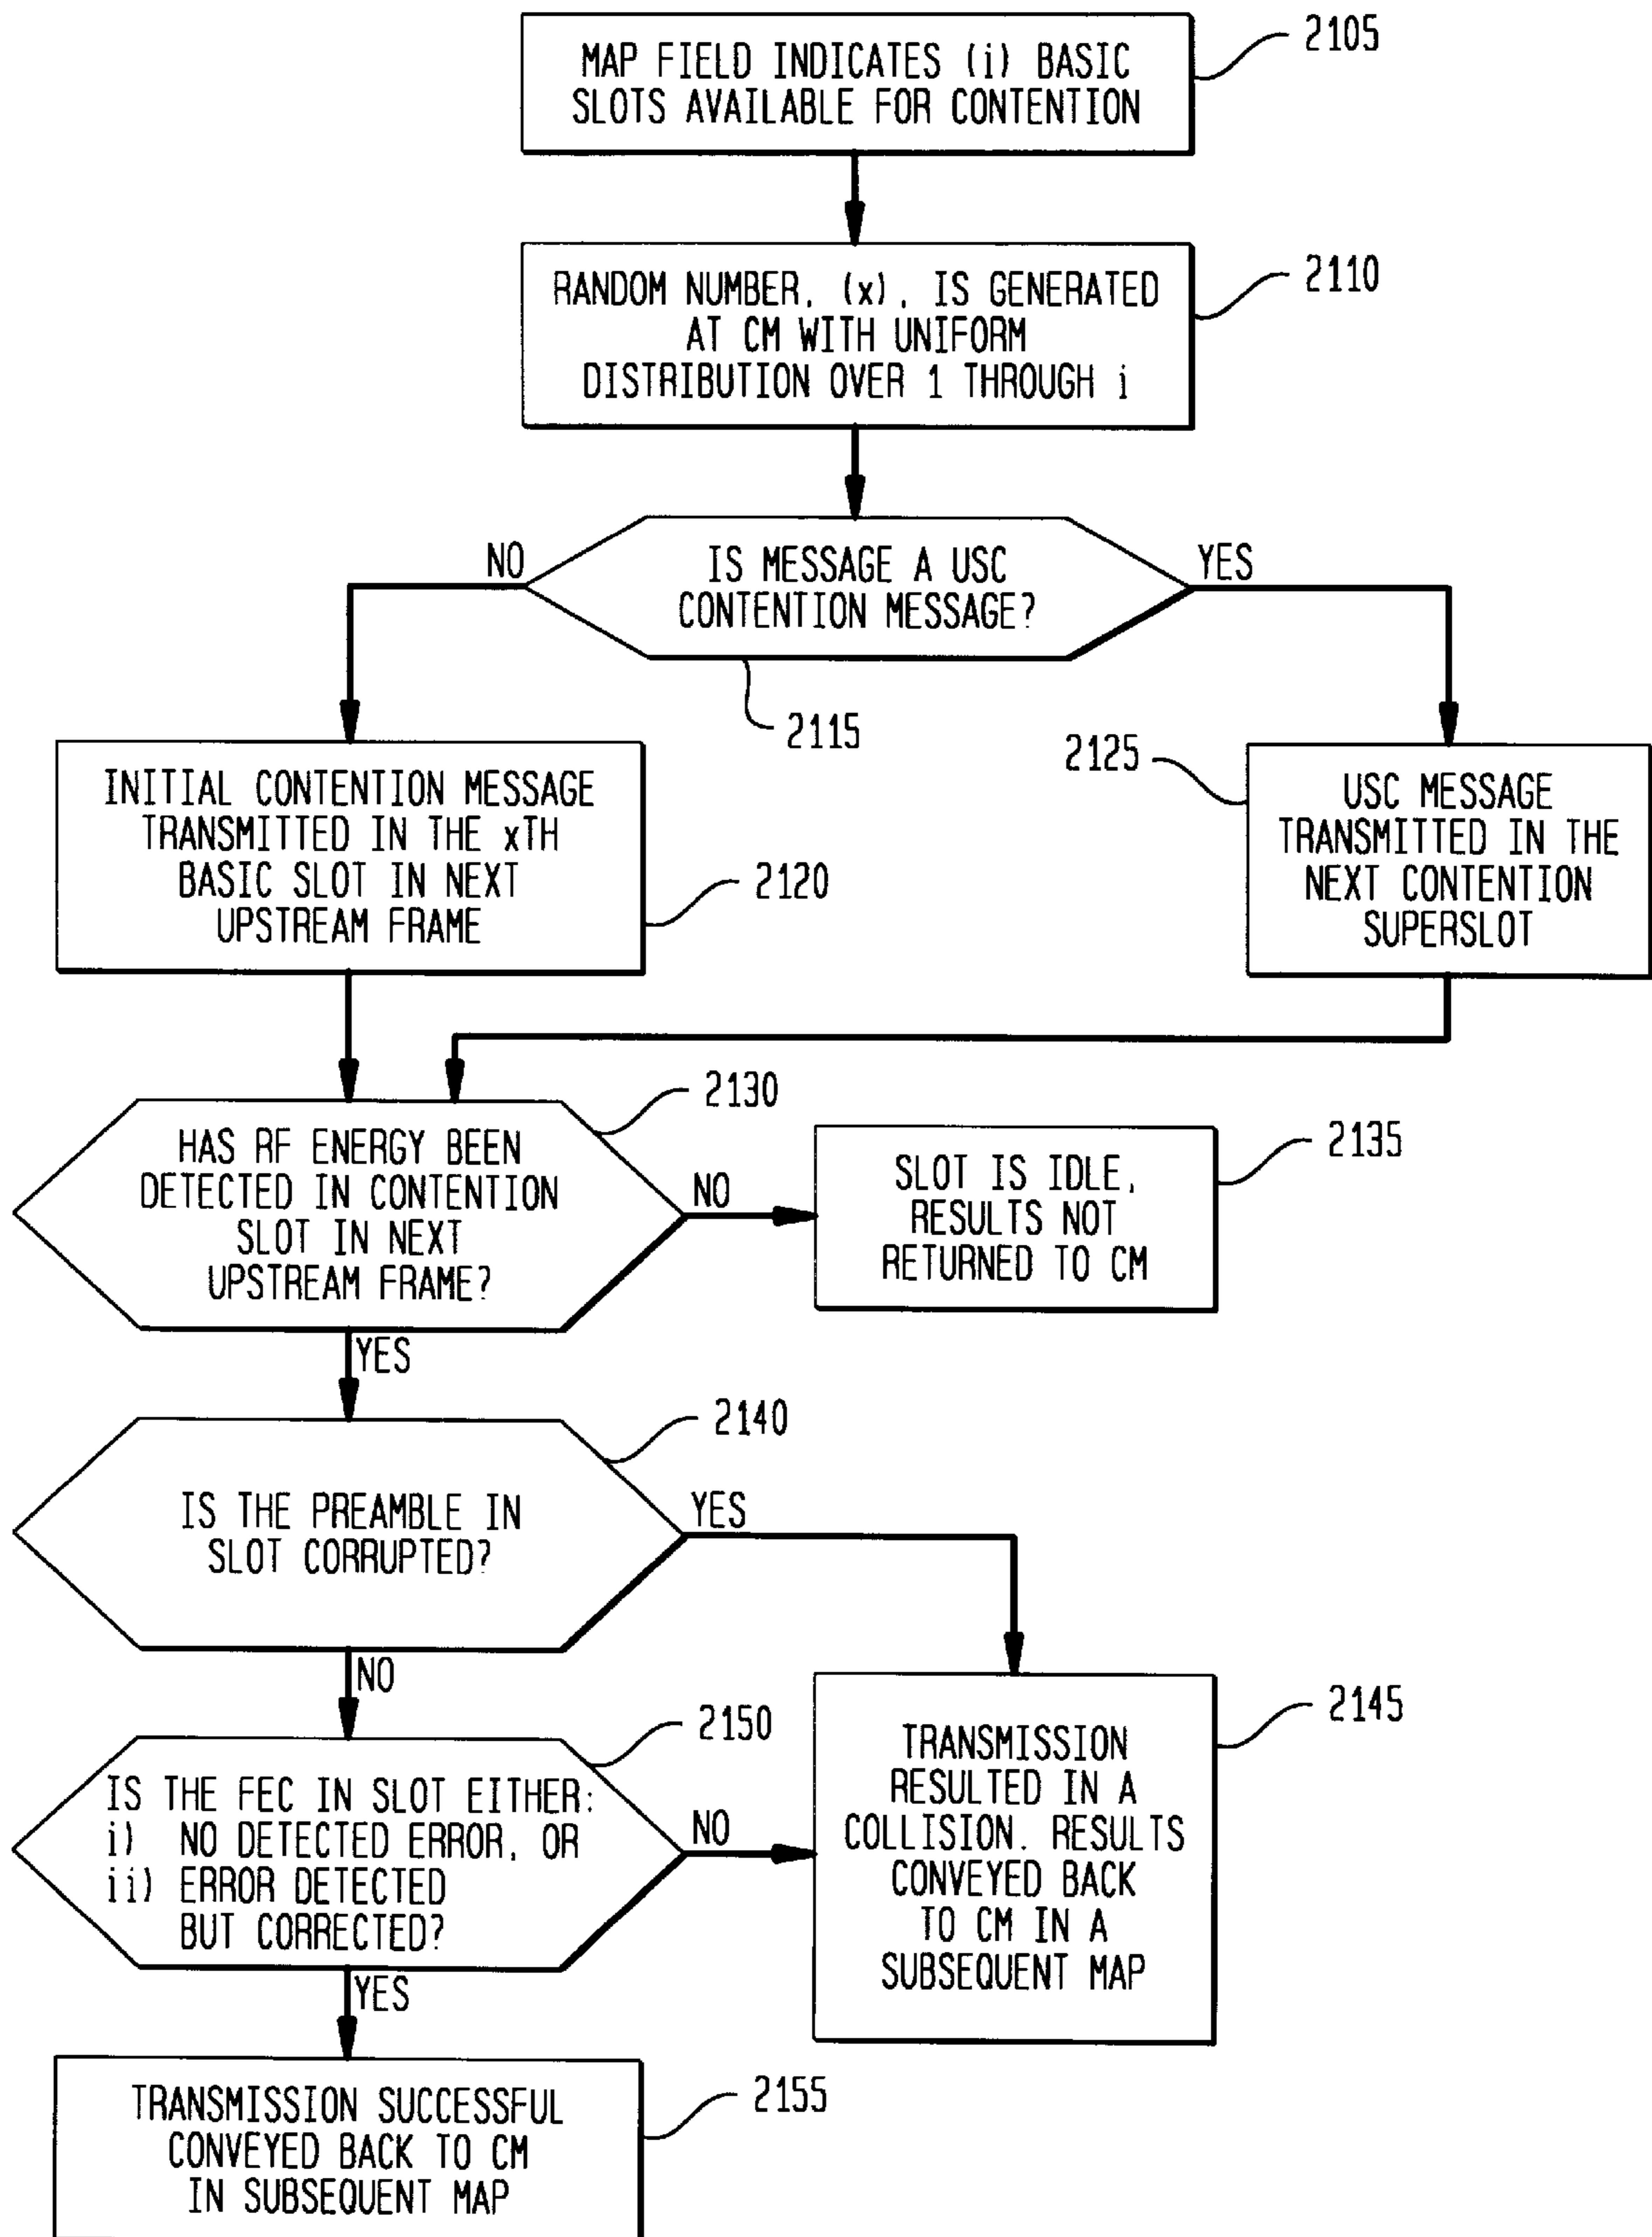 MAP FIELD INDICATES (i) BASIC
SLOTS AVAILABLE FOR CONTENTION
2105
RANDOM NUMBER, (x), IS GENERATED
AT CM WITH UNIFORM
DISTRIBUTION OVER 1 THROUGH i
2110
IS MESSAGE A USC
CONTENTION MESSAGE?
NO
YES
2115
INITIAL CONTENTION MESSAGE
TRANSMITTED IN THE xTH
BASIC SLOT IN NEXT
UPSTREAM FRAME
2120
2125
USC MESSAGE
TRANSMITTED IN THE
NEXT CONTENTION
SUPERSLOT
HAS RF ENERGY BEEN
DETECTED IN CONTENTION
SLOT IN NEXT
UPSTREAM FRAME?
2130
NO
YES
SLOT IS IDLE,
RESULTS NOT
RETURNED TO CM
2135
IS THE PREAMBLE IN
SLOT CORRUPTED?
2140
YES
NO
TRANSMISSION
RESULTED IN A
COLLISION. RESULTS
CONVEYED BACK
TO CM IN A
SUBSEQUENT MAP
2145
IS THE FEC IN SLOT EITHER:
i) NO DETECTED ERROR, OR
ii) ERROR DETECTED
BUT CORRECTED?
2150
NO
YES
TRANSMISSION SUCCESSFUL
CONVEYED BACK TO CM
IN SUBSEQUENT MAP
2155